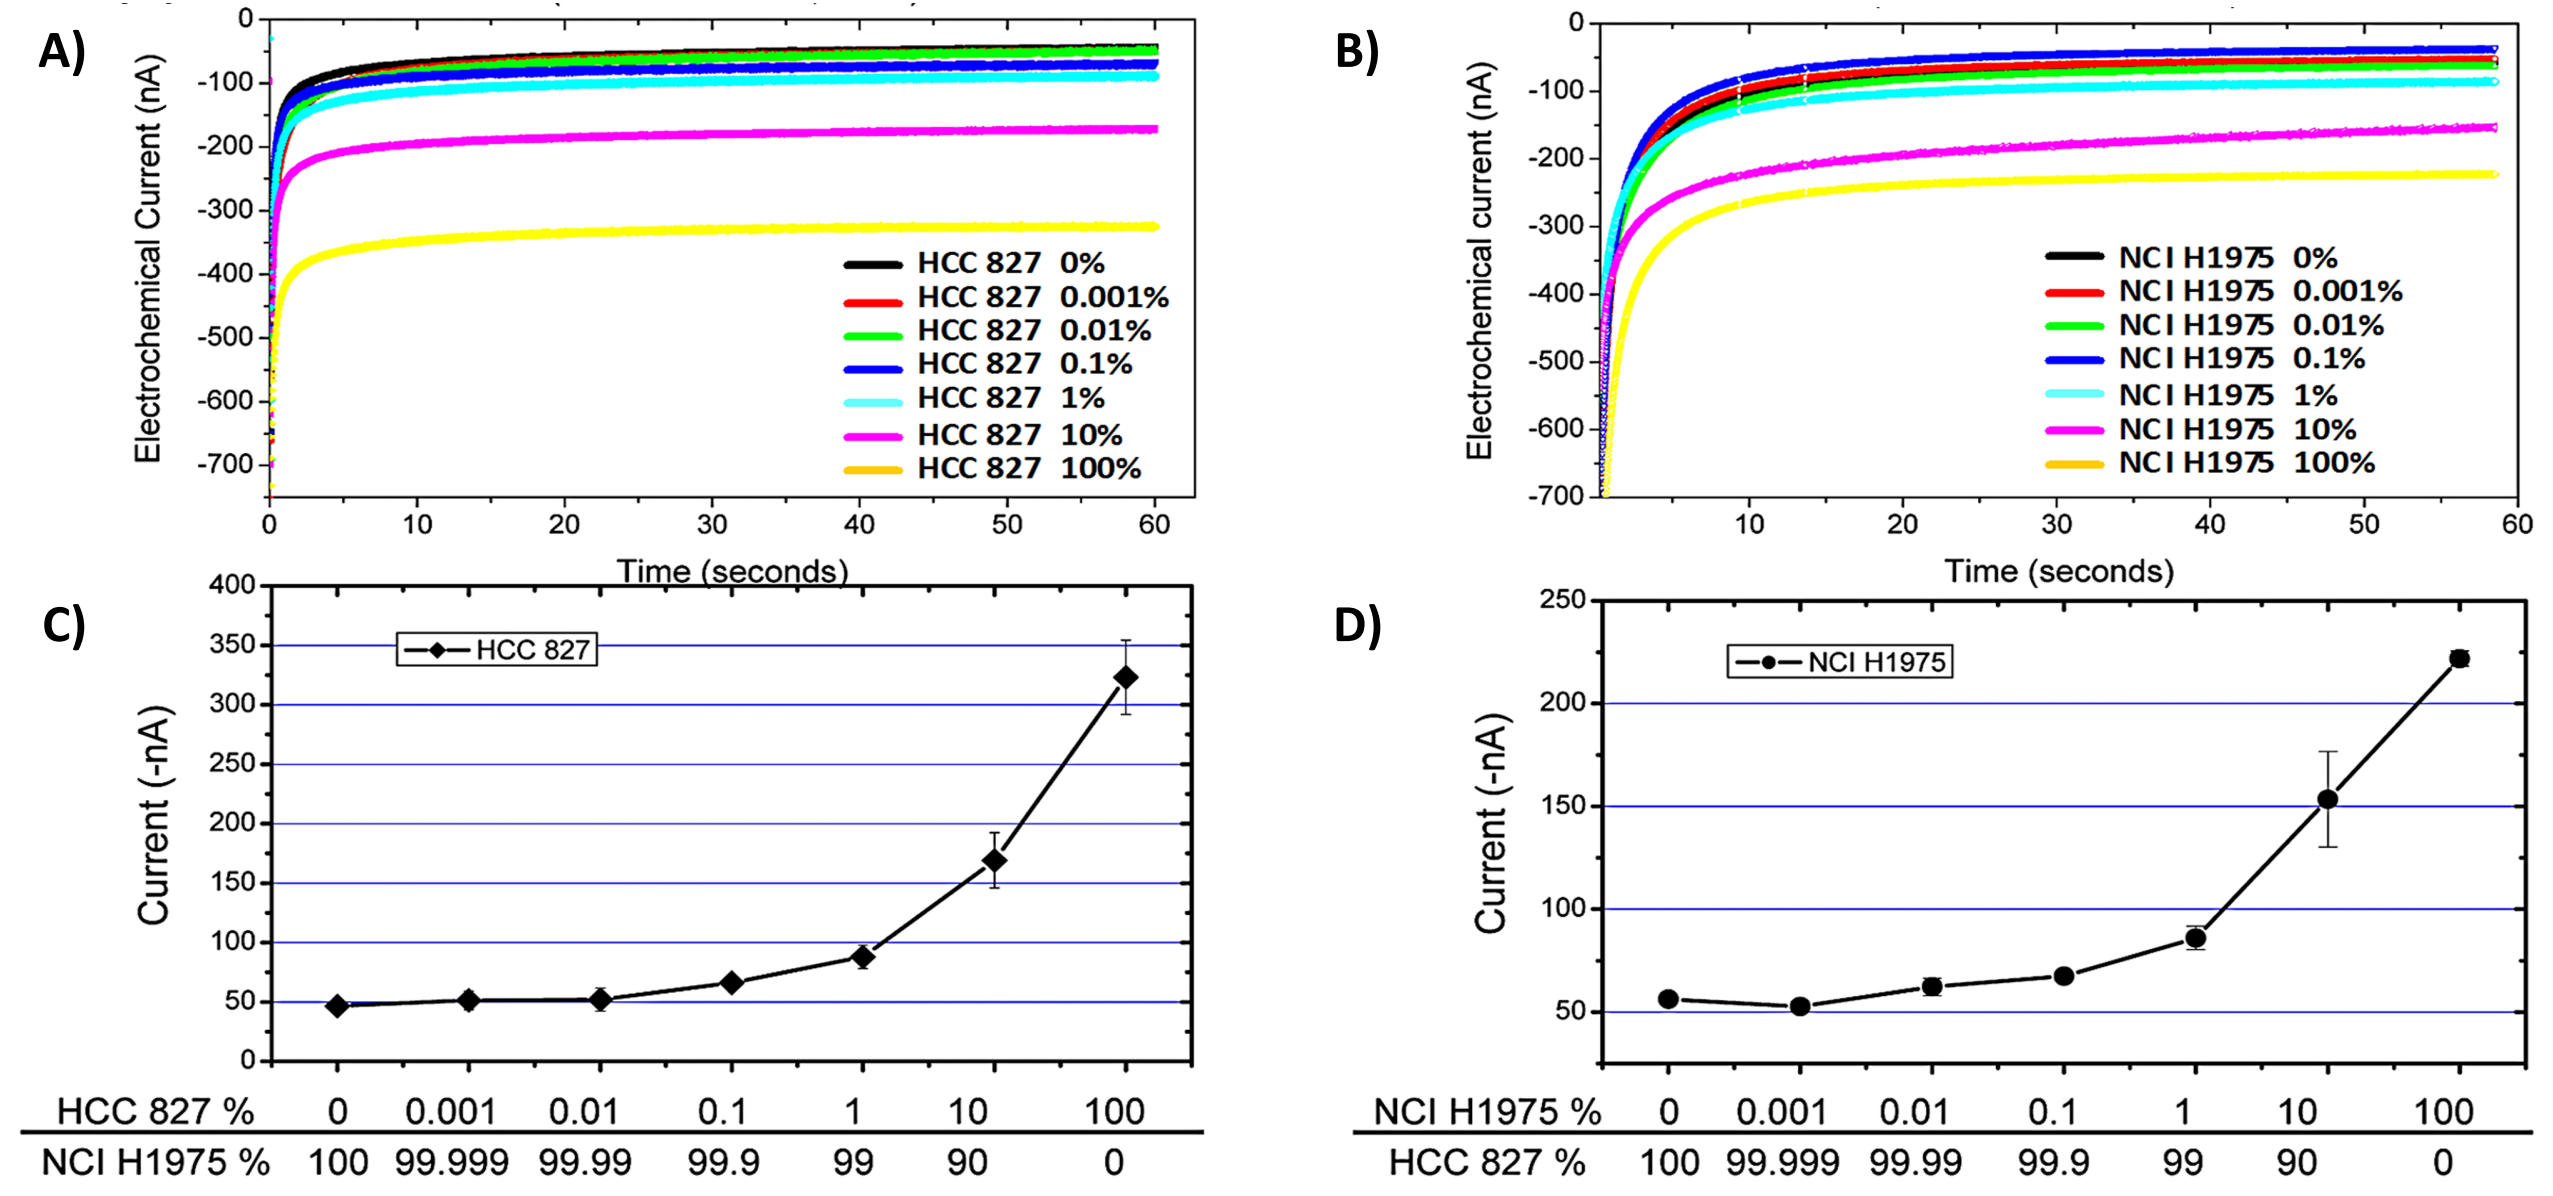 A)
Electrochemical Current (nA)
0
-100
-200
-300
-400
-500
-600
-700
HCC 827 0%
HCC 827 0.001%
HCC 827 0.01%
HCC 827 0.1%
HCC 827 1%
HCC 827 10%
HCC 827 100%
0 10 20 30 40 50 60
Time (seconds)
B)
Electrochemical current (nA)
0
-100
-200
-300
-400
-500
-600
-700
NCI H1975 0%
NCI H1975 0.001%
NCI H1975 0.01%
NCI H1975 0.1%
NCI H1975 1%
NCI H1975 10%
NCI H1975 100%
10 20 30 40 50 60
Time (seconds)
C)
Current (-nA)
400
350
300
250
200
150
100
50
0
HCC 827
HCC 827 % 0 0.001 0.01 0.1 1 10 100
NCI H1975 % 100 99.999 99.99 99.9 99 90 0
D)
Current (-nA)
250
200
150
100
50
NCI H1975
NCI H1975 % 0 0.001 0.01 0.1 1 10 100
HCC 827 % 100 99.999 99.99 99.9 99 90 0